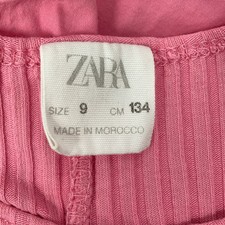 ZARA
SIZE 9 CM 134
MADE IN MOROCCO